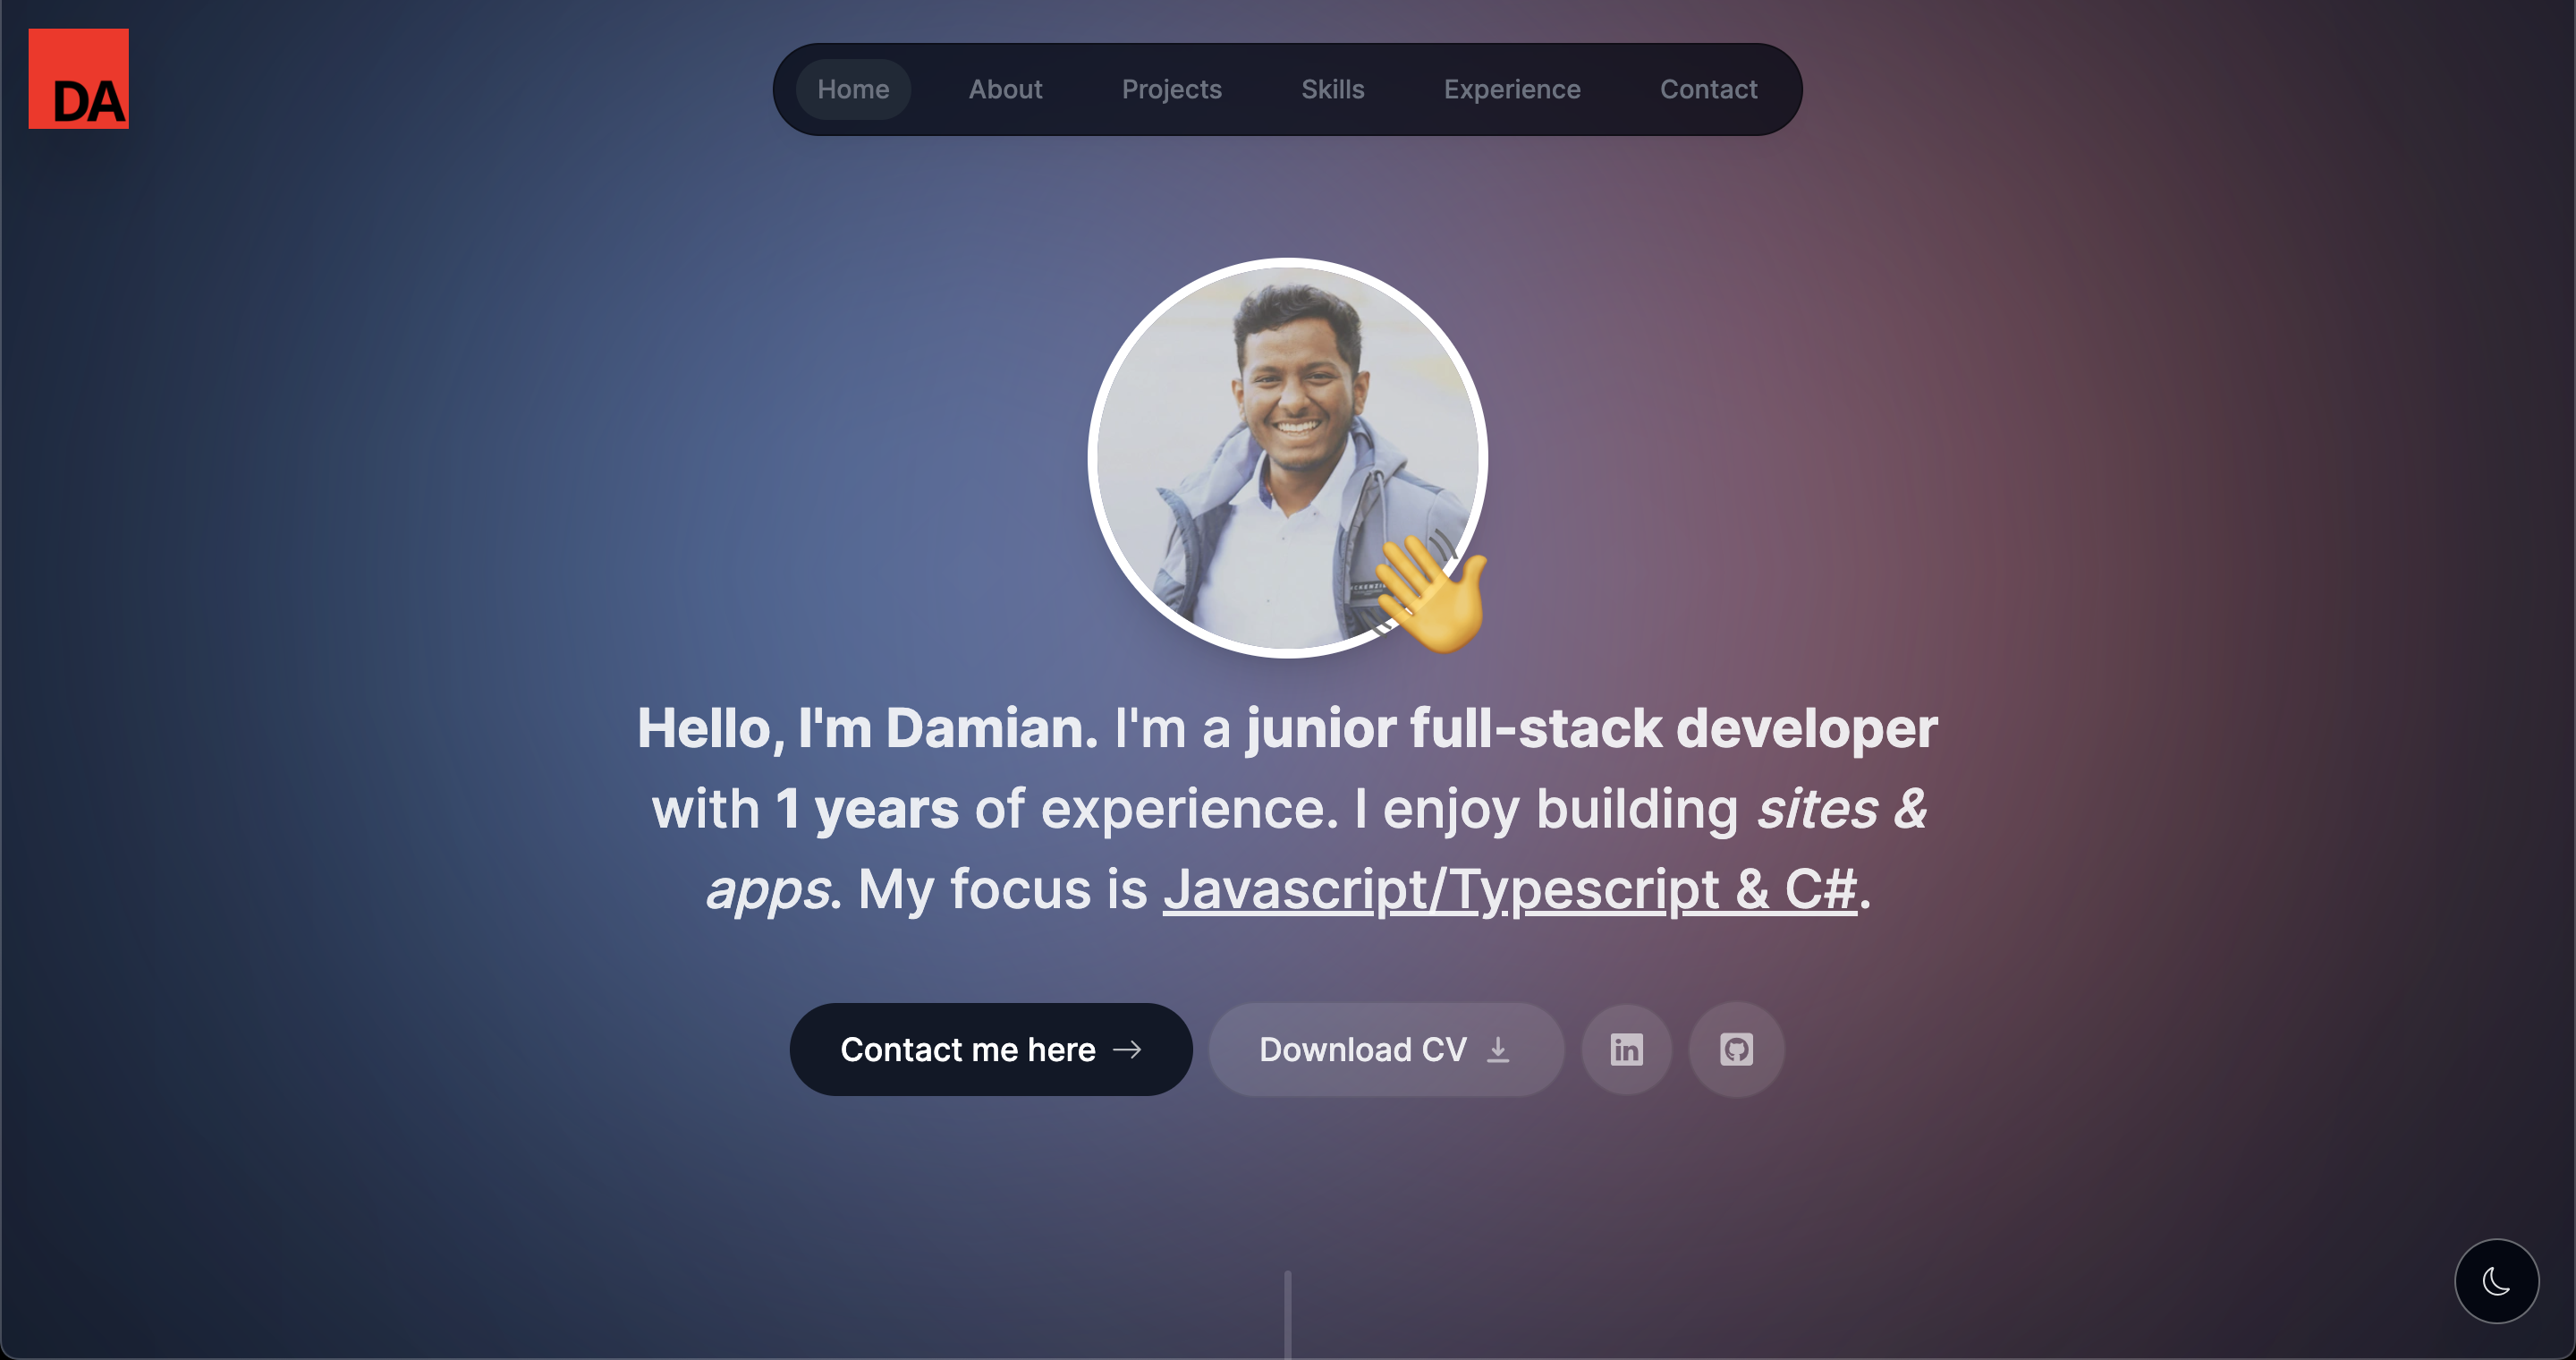 DA
Home About Projects Skills Experience Contact
Hello, I'm Damian. I'm a junior full-stack developer
with 1 years of experience. I enjoy building sites &
apps. My focus is Javascript/Typescript & C#.
Contact me here → Download CV in